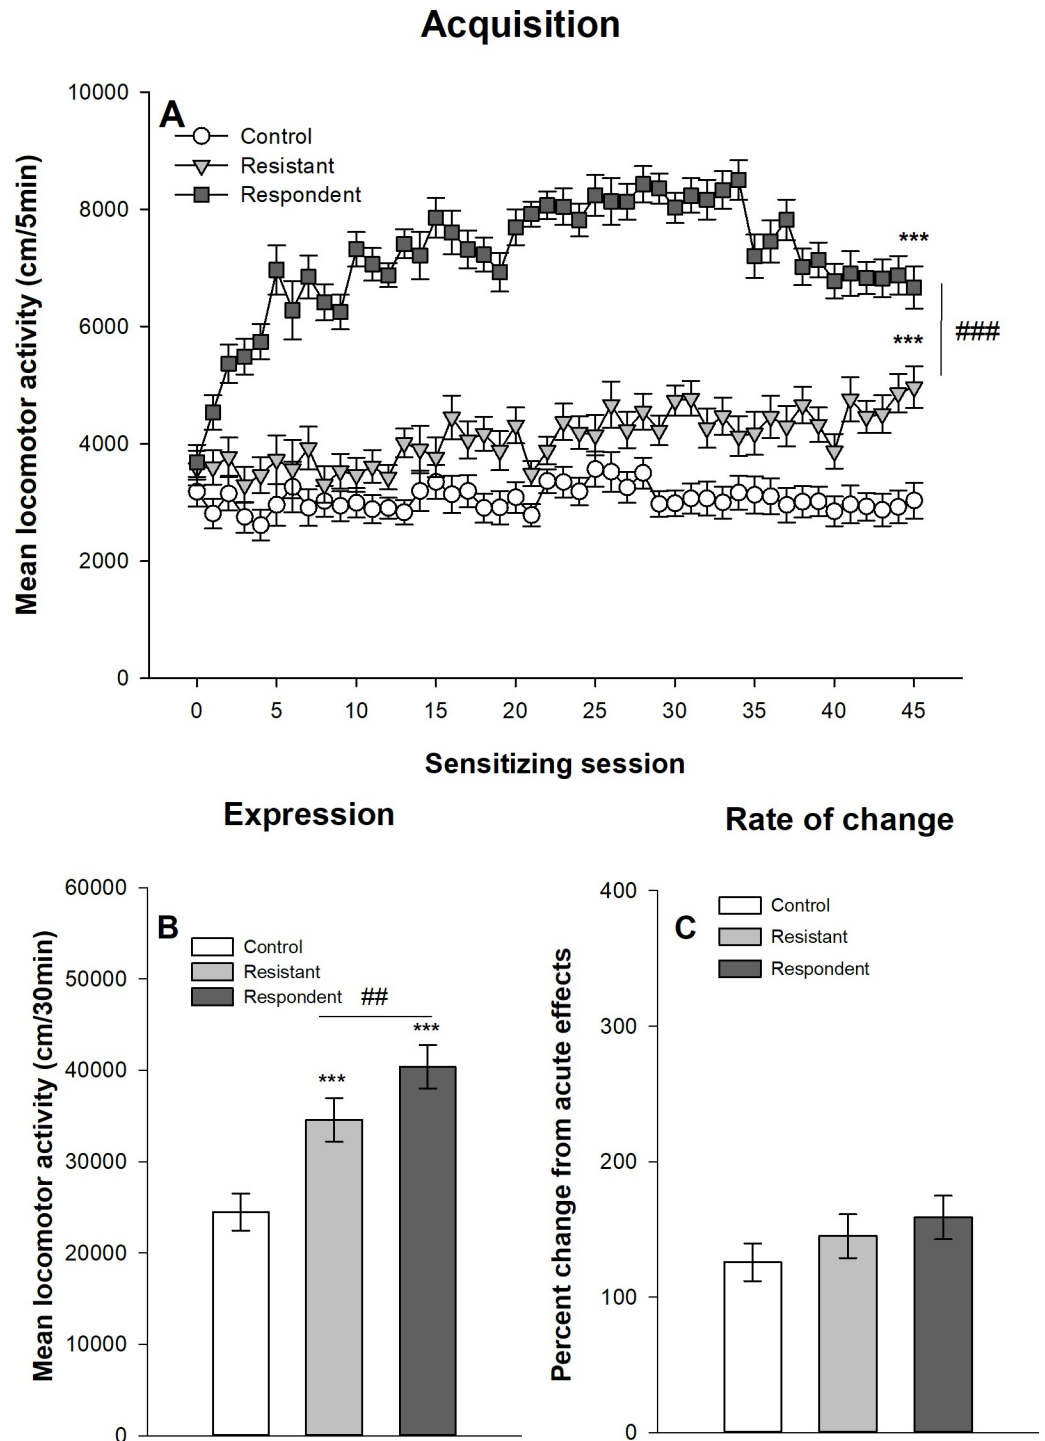 Acquisition
A
Control
Resistant
Respondent
Mean locomotor activity (cm/5min)
10000
8000
6000
4000
2000
0
***
***
###
0 5 10 15 20 25 30 35 40 45
Sensitizing session
Expression
B
Control
Resistant
Respondent
##
***
***
Mean locomotor activity (cm/30min)
60000
50000
40000
30000
20000
10000
0
Rate of change
C
Control
Resistant
Respondent
Percent change from acute effects
400
300
200
100
0